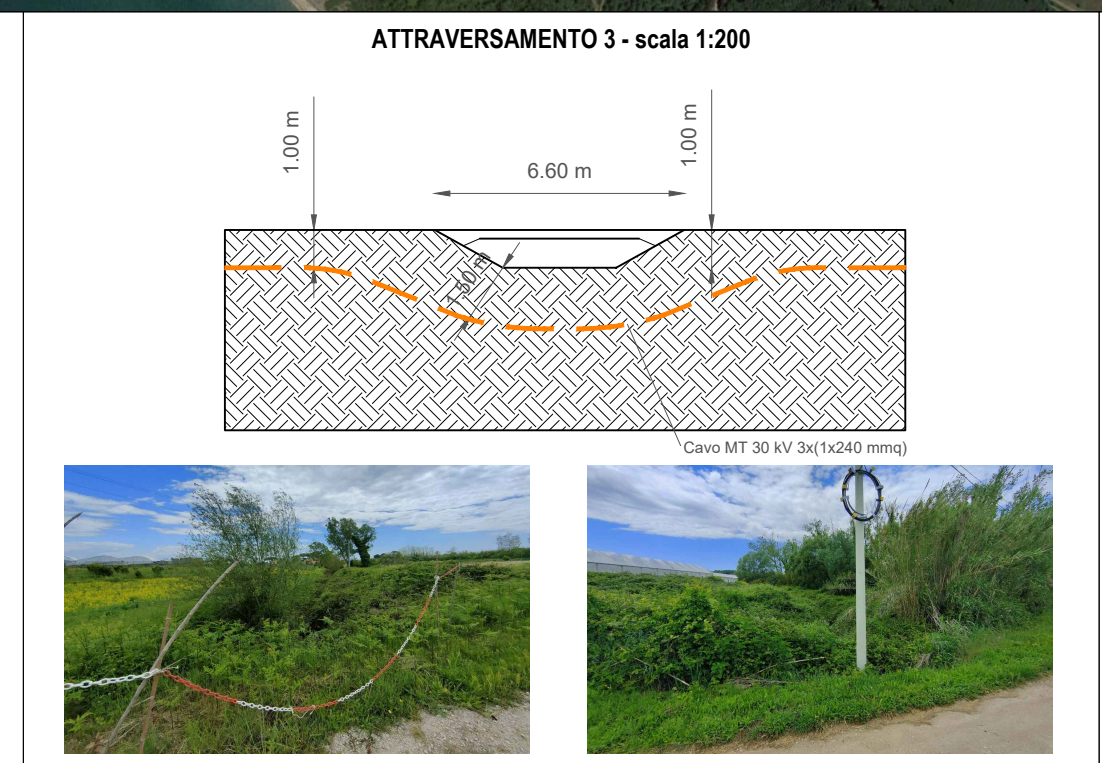 ATTRAVERSAMENTO 3 - scala 1:200
1.00 m
6.60 m
1.00 m
1.50 m
Cavo MT 30 kV 3x(1x240 mmq)